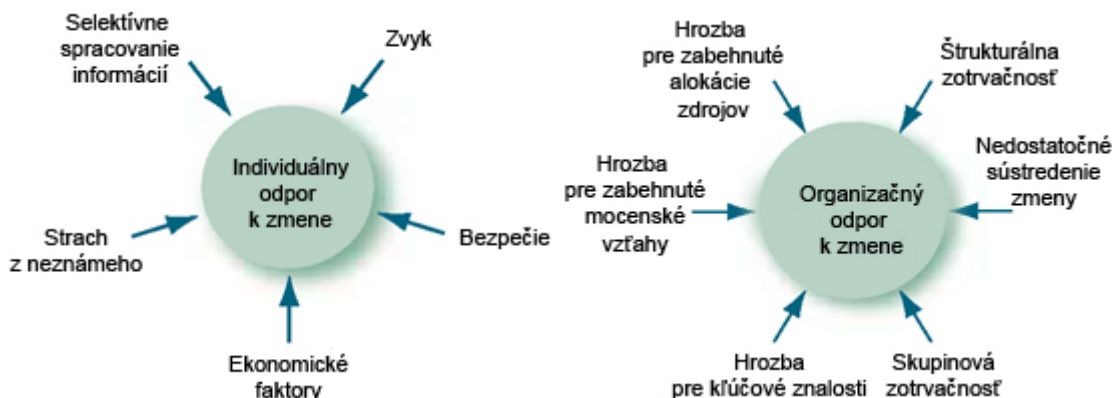 Selektívne
spracovanie
informácií
Zvyk
Individuálny
odpor
k zmene
Strach
z neznámeho
Bezpečie
Ekonomické
faktory
Hrozba
pre zabehnuté
alokácie
zdrojov
Štrukturálna
zotrvačnosť
Hrozba
pre zabehnuté
mocenské
vzťahy
Organizačný
odpor
k zmene
Nedostatočné
sústredenie
zmeny
Hrozba
pre kľúčové znalosti
Skupinová
zotrvačnosť